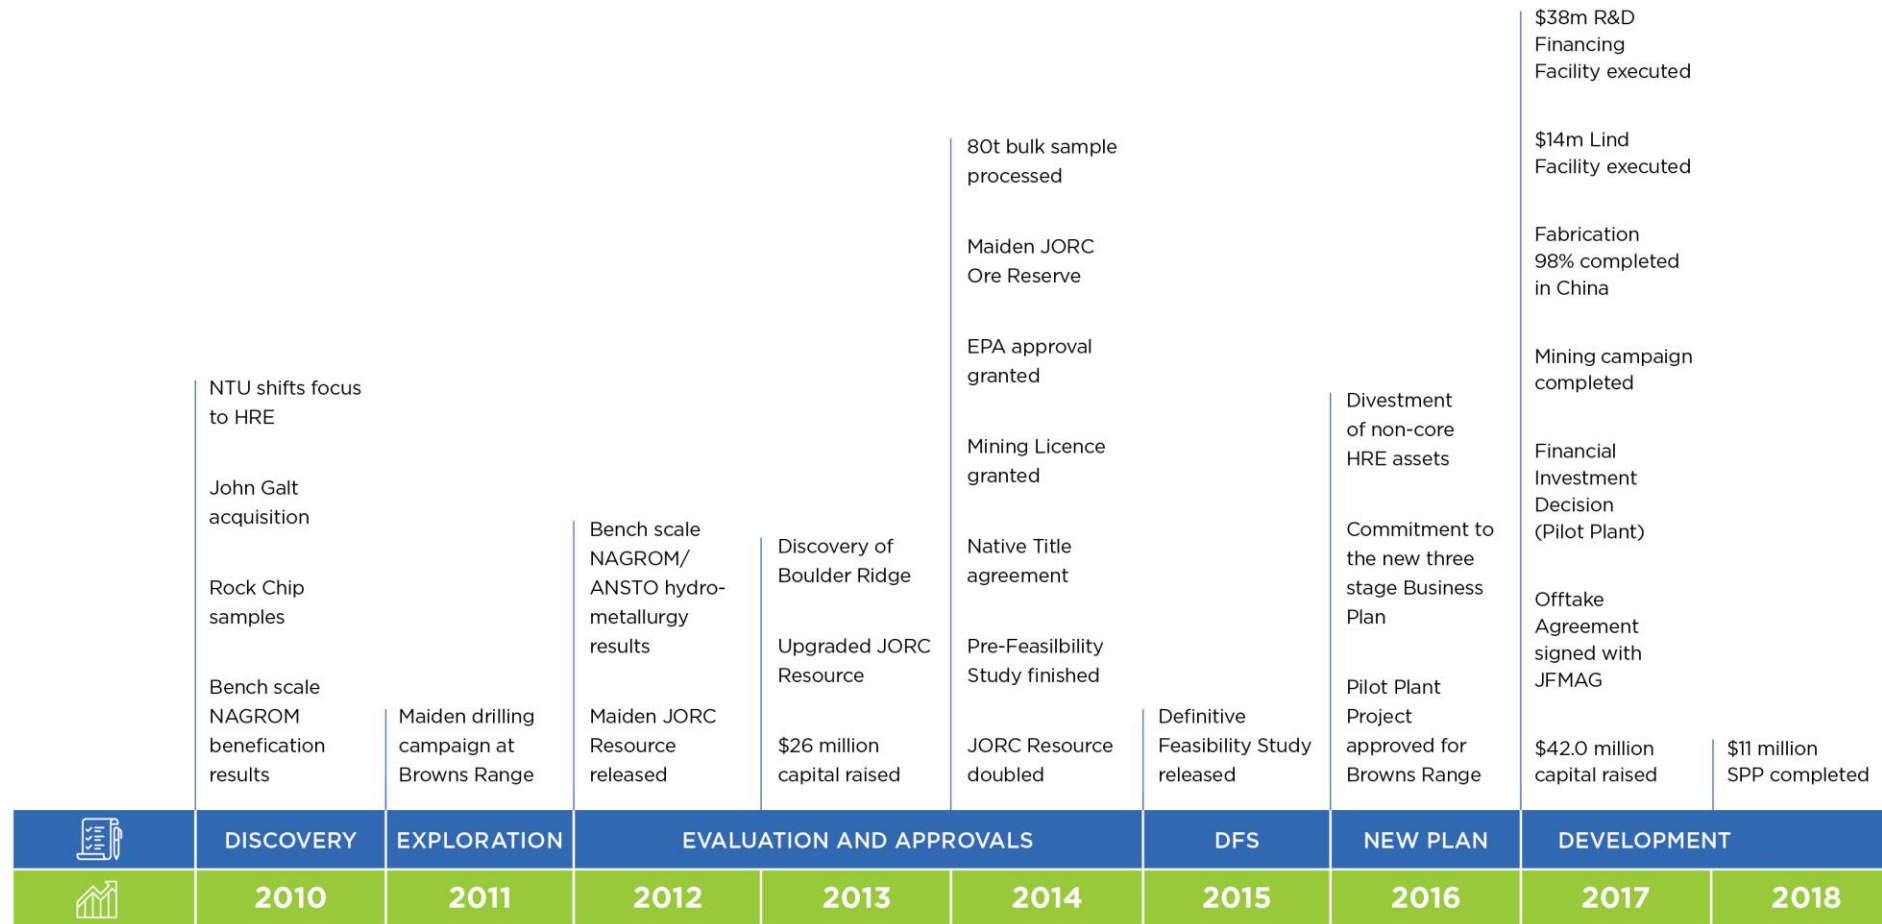 NTU shifts focus
to HRE
John Galt
acquisition
Rock Chip
samples
Bench scale
NAGROM
benefication
results
Maiden drilling
campaign at
Browns Range
Bench scale
NAGROM/
ANSTO hydro-
metallurgy
results
Maiden JORC
Resource
released
Discovery of
Boulder Ridge
Upgraded JORC
Resource
$26 million
capital raised
80t bulk sample
processed
Maiden JORC
Ore Reserve
EPA approval
granted
Mining Licence
granted
Native Title
agreement
Pre-Feasilbility
Study finished
JORC Resource
doubled
Definitive
Feasibility Study
released
Divestment
of non-core
HRE assets
Commitment to
the new three
stage Business
Plan
Pilot Plant
Project
approved for
Browns Range
$38m R&D
Financing
Facility executed
$14m Lind
Facility executed
Fabrication
98% completed
in China
Mining campaign
completed
Financial
Investment
Decision
(Pilot Plant)
Offtake
Agreement
signed with
JFMAG
$42.0 million
capital raised
$11 million
SPP completed
DISCOVERY
EXPLORATION
EVALUATION AND APPROVALS
DFS
NEW PLAN
DEVELOPMENT
2010
2011
2012
2013
2014
2015
2016
2017
2018